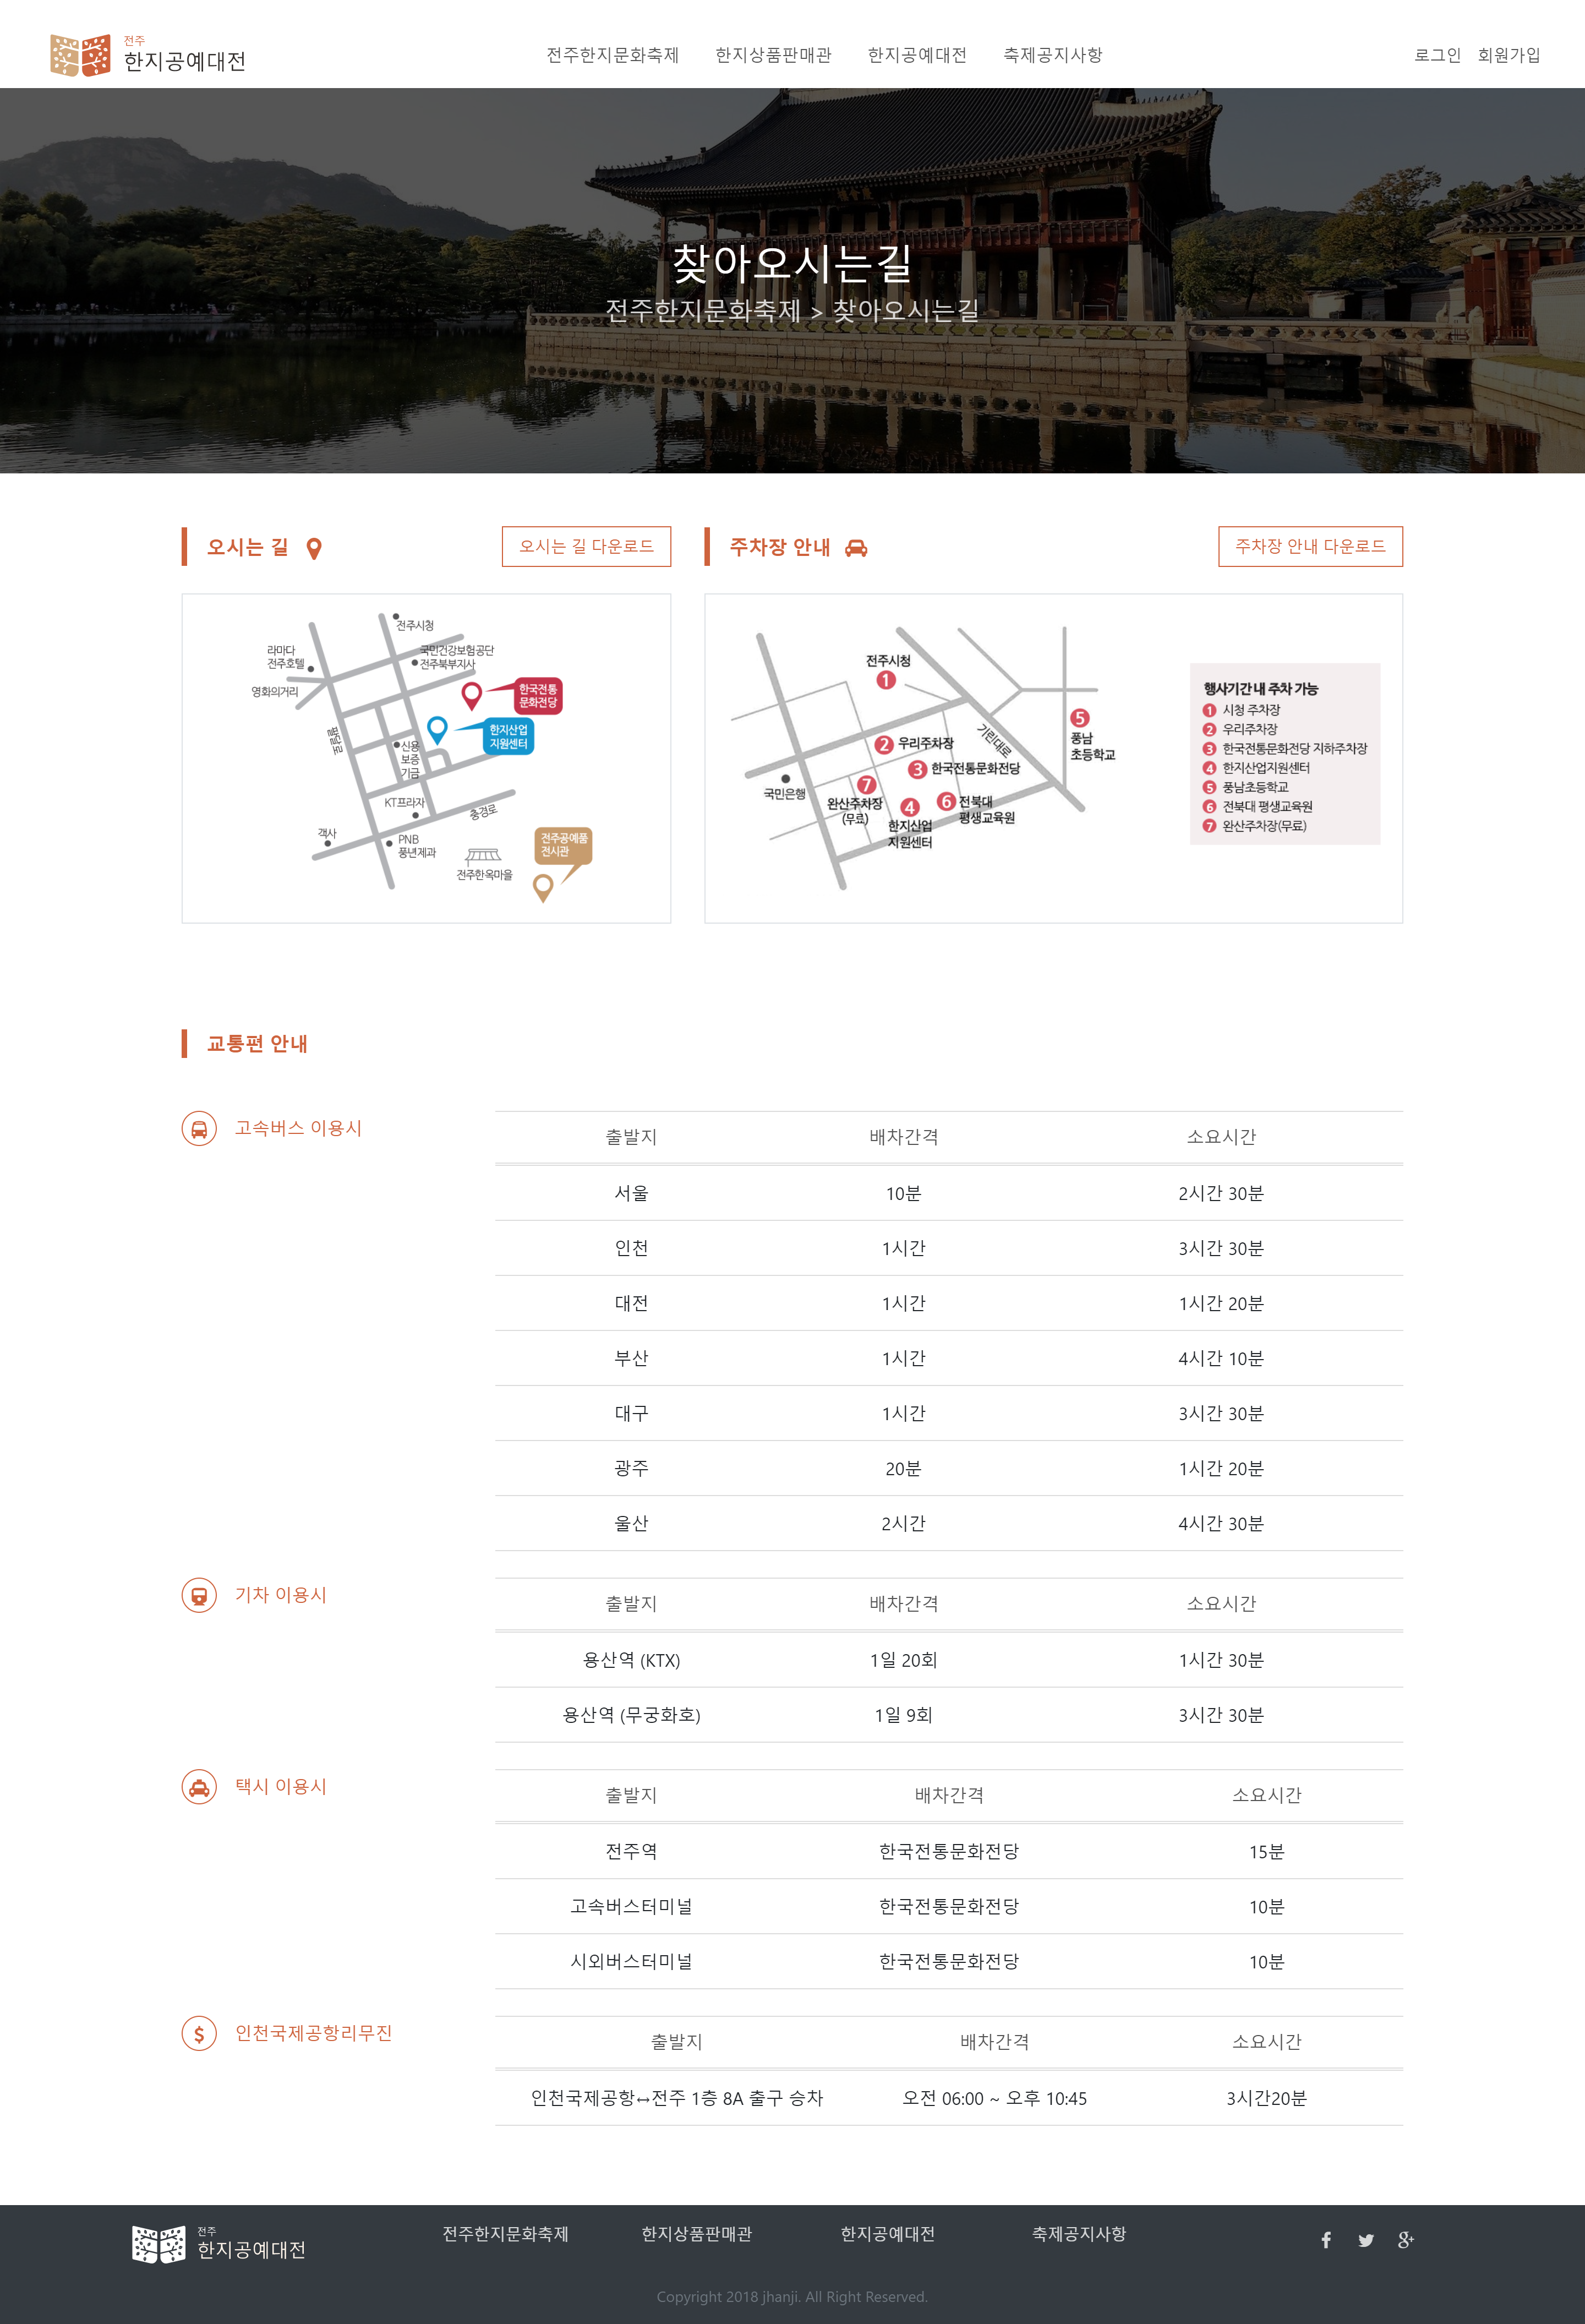 전주
한지공예대전
전주한지문화축제 한지상품판매관 한지공예대전 축제공지사항
로그인 회원가입
찾아오시는길
전주한지문화축제 > 찾아오시는길
오시는 길
오시는 길 다운로드
주차장 안내
주차장 안내 다운로드
전주시청
라마다
전주호텔
국민건강보험공단
전주북부지사
영화의거리
한국전통
문화전당
한지산업
지원센터
팔달로
신용
보증
기금
KT프라자
충경로
객사
PNB
풍년제과
전주공예품
전시관
전주한옥마을
전주시청
1
5
풍남
초등학교
기린대로
2 우리주차장
3 한국전통문화전당
국민은행
7
완산주차장
(무료)
4
한지산업
지원센터
6 전북대
평생교육원
행사기간 내 주차 가능
1 시청 주차장
2 우리주차장
3 한국전통문화전당 지하주차장
4 한지산업지원센터
5 풍남초등학교
6 전북대 평생교육원
7 완산주차장(무료)
교통편 안내
고속버스 이용시
출발지 배차간격 소요시간
서울 10분 2시간 30분
인천 1시간 3시간 30분
대전 1시간 1시간 20분
부산 1시간 4시간 10분
대구 1시간 3시간 30분
광주 20분 1시간 20분
울산 2시간 4시간 30분
기차 이용시
출발지 배차간격 소요시간
용산역 (KTX) 1일 20회 1시간 30분
용산역 (무궁화호) 1일 9회 3시간 30분
택시 이용시
출발지 배차간격 소요시간
전주역 한국전통문화전당 15분
고속버스터미널 한국전통문화전당 10분
시외버스터미널 한국전통문화전당 10분
인천국제공항리무진
출발지 배차간격 소요시간
인천국제공항↔전주 1층 8A 출구 승차 오전 06:00 ~ 오후 10:45 3시간20분
전주
한지공예대전
전주한지문화축제 한지상품판매관 한지공예대전 축제공지사항
Copyright 2018 jhanji. All Right Reserved.